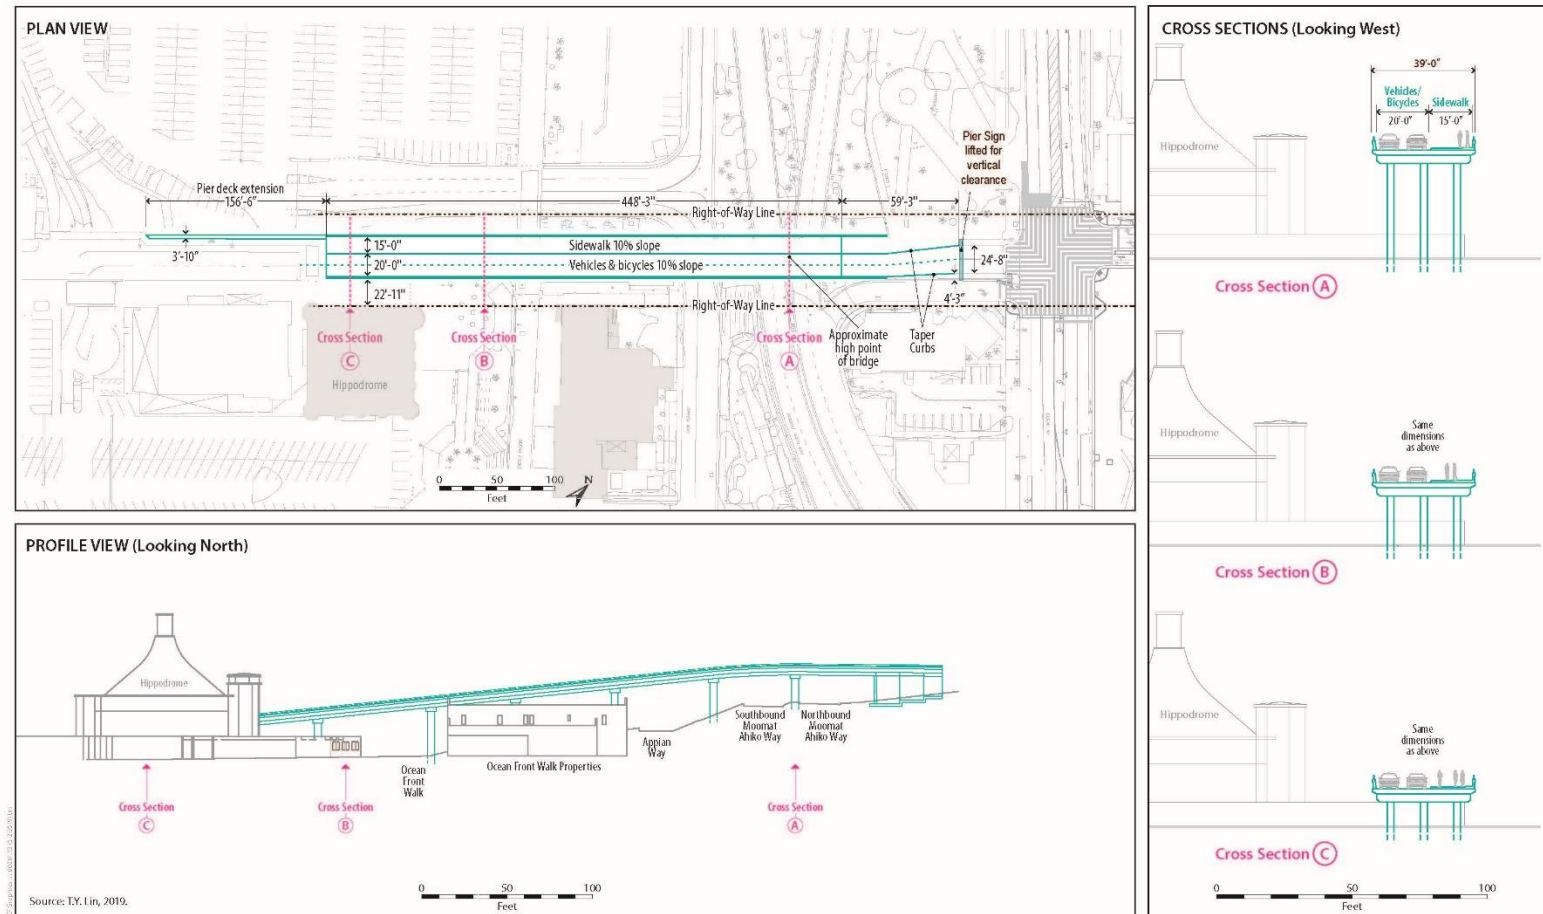 PLAN VIEW
Pier Sign
lifted for
vertical
clearance
Pier deck extension
156'-6"
448'-3"
59'-3"
Right-of-Way Line
3'-10"
15'-0"
Sidewalk 10% slope
20'-0"
Vehicles & bicycles 10% slope
24'-8"
22'-11"
4'-3"
Right-of-Way Line
Cross Section
C
Cross Section
B
Cross Section
A
Approximate
high point
of bridge
Taper
Curbs
Hippodrome
0 50 100
Feet
N
PROFILE VIEW (Looking North)
Hippodrome
Ocean
Front
Walk
Ocean Front Walk Properties
Appian
Way
Southbound
Moomat
Ahiko Way
Northbound
Moomat
Ahiko Way
Cross Section
C
Cross Section
B
Cross Section
A
0 50 100
Feet
Source: T.Y. Lin, 2019.
CROSS SECTIONS (Looking West)
39'-0"
Vehicles/
Bicycles
Sidewalk
20'-0"
15'-0"
Hippodrome
Cross Section A
Same
dimensions
as above
Hippodrome
Cross Section B
Same
dimensions
as above
Hippodrome
Cross Section C
0 50 100
Feet